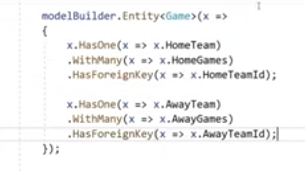 modelBuilder.Entity<Game>(x =>
{
x.HasOne(x => x.HomeTeam)
.WithMany(x => x.HomeGames)
.HasForeignKey(x => x.HomeTeamId);
x.HasOne(x => x.AwayTeam)
.WithMany(x => x.AwayGames)
.HasForeignKey(x => x.AwayTeamId);
});